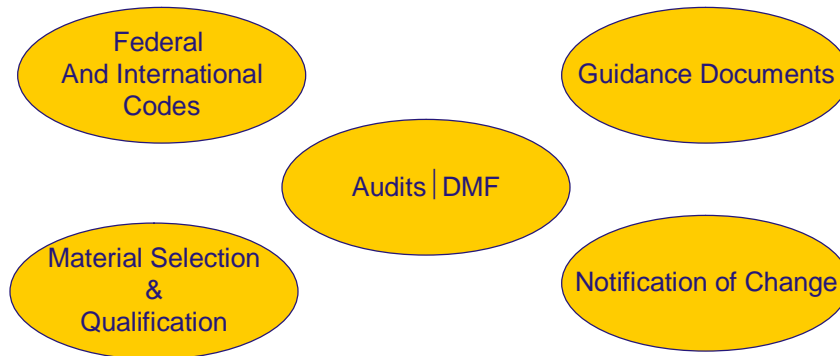 Federal
And International
Codes
Guidance Documents
Audits | DMF
Material Selection
&
Qualification
Notification of Change